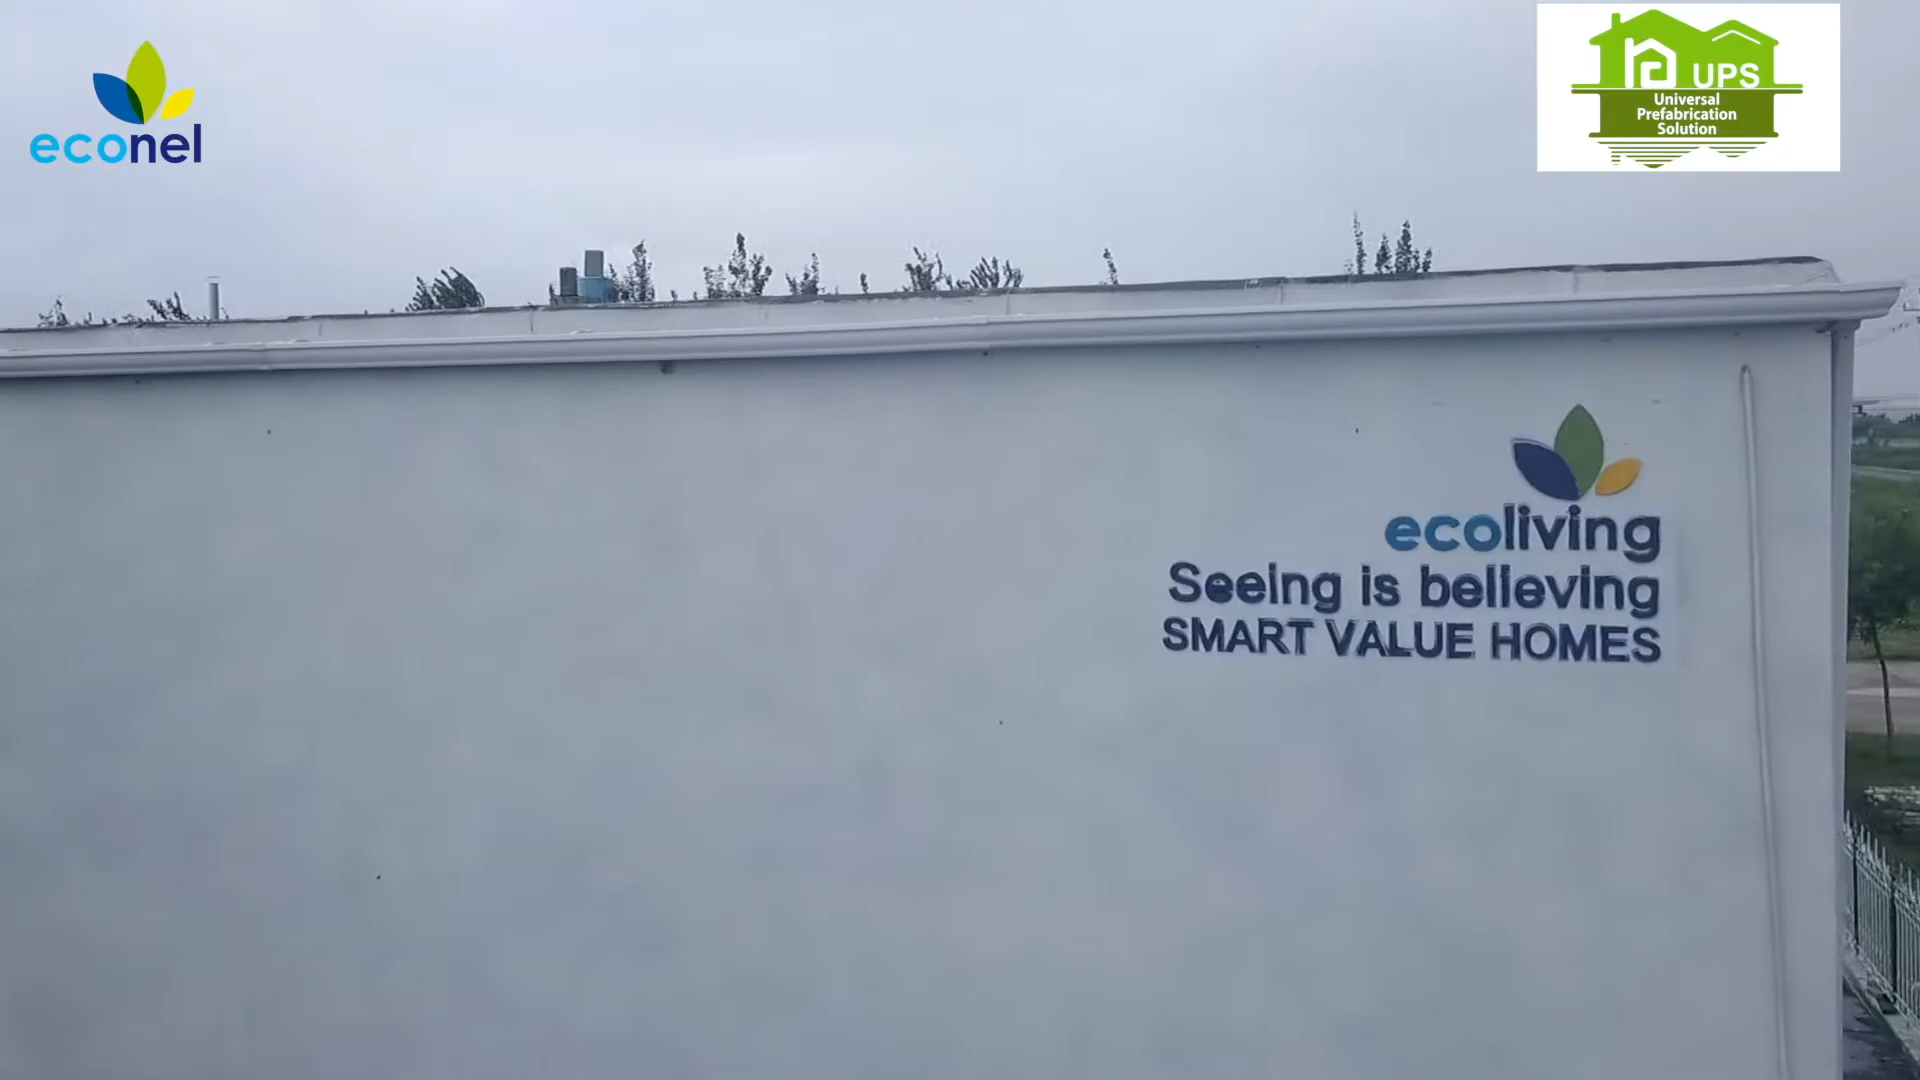 econel
UPS
Universal
Prefabrication
Solution
ecoliving
Seeing is believing
SMART VALUE HOMES